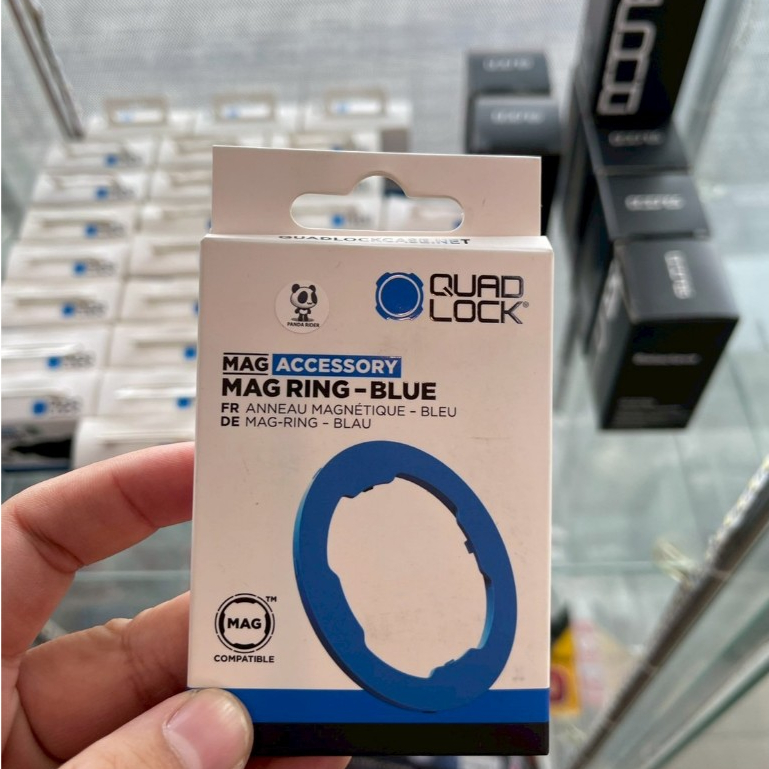 QUADLOCKCASE.NET
PANDA RIDER
QUAD
LOCK®
MAG ACCESSORY
MAG RING – BLUE
FR ANNEAU MAGNÉTIQUE – BLEU
DE MAG-RING – BLAU
MAG™
COMPATIBLE